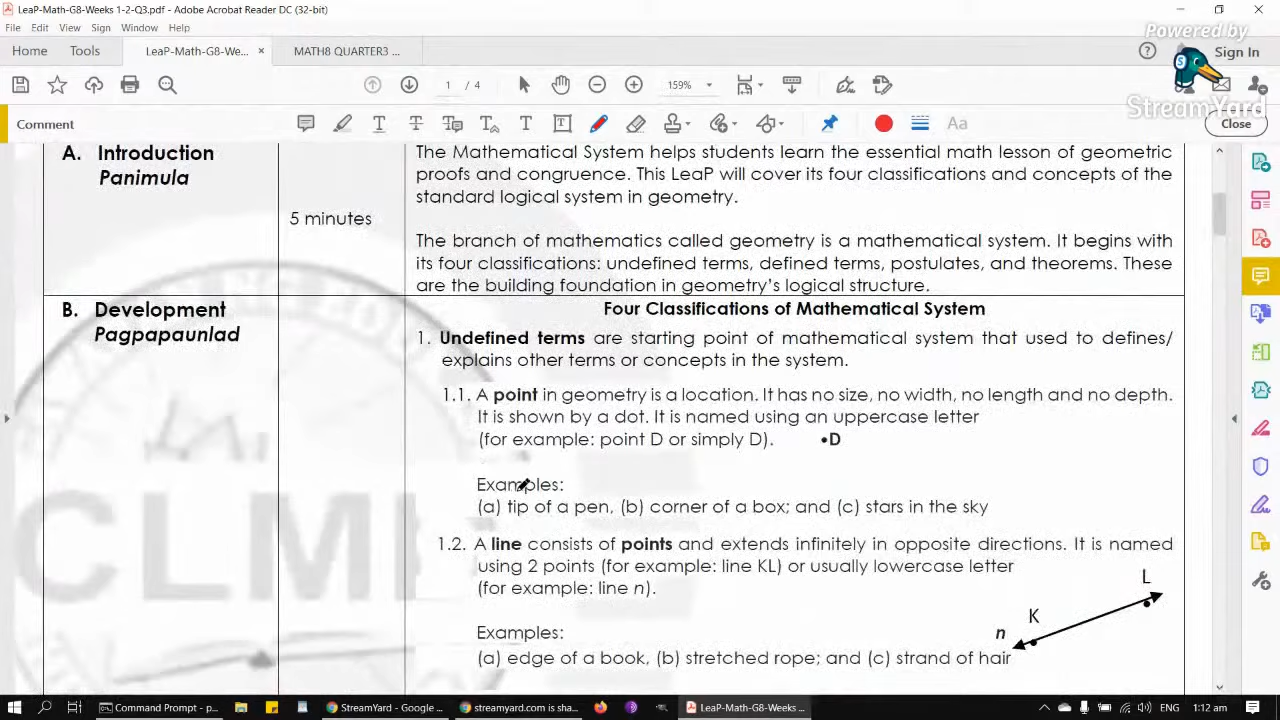 LeaP-Math-G8-Weeks 1-2-Q3.pdf - Adobe Acrobat Reader DC (32-bit)
File Edit View Sign Window Help
Powered by
StreamYard
Home Tools LeaP-Math-G8-We... × MATH8 QUARTER3 ... Sign In
1 / 4 159%
Comment Aa Close
A. Introduction
Panimula
5 minutes
The Mathematical System helps students learn the essential math lesson of geometric
proofs and congruence. This LeaP will cover its four classifications and concepts of the
standard logical system in geometry.
The branch of mathematics called geometry is a mathematical system. It begins with
its four classifications: undefined terms, defined terms, postulates, and theorems. These
are the building foundation in geometry's logical structure.
B. Development
Pagpapaunlad
Four Classifications of Mathematical System
1. Undefined terms are starting point of mathematical system that used to defines/
explains other terms or concepts in the system.
1.1. A point in geometry is a location. It has no size, no width, no length and no depth.
It is shown by a dot. It is named using an uppercase letter
(for example: point D or simply D). •D
Examples:
(a) tip of a pen, (b) corner of a box; and (c) stars in the sky
1.2. A line consists of points and extends infinitely in opposite directions. It is named
using 2 points (for example: line KL) or usually lowercase letter
(for example: line n).
L
K
n
Examples:
(a) edge of a book, (b) stretched rope; and (c) strand of hair
CLM
Command Prompt - p... StreamYard - Google ... streamyard.com is sha... LeaP-Math-G8-Weeks ... ENG 1:12 am